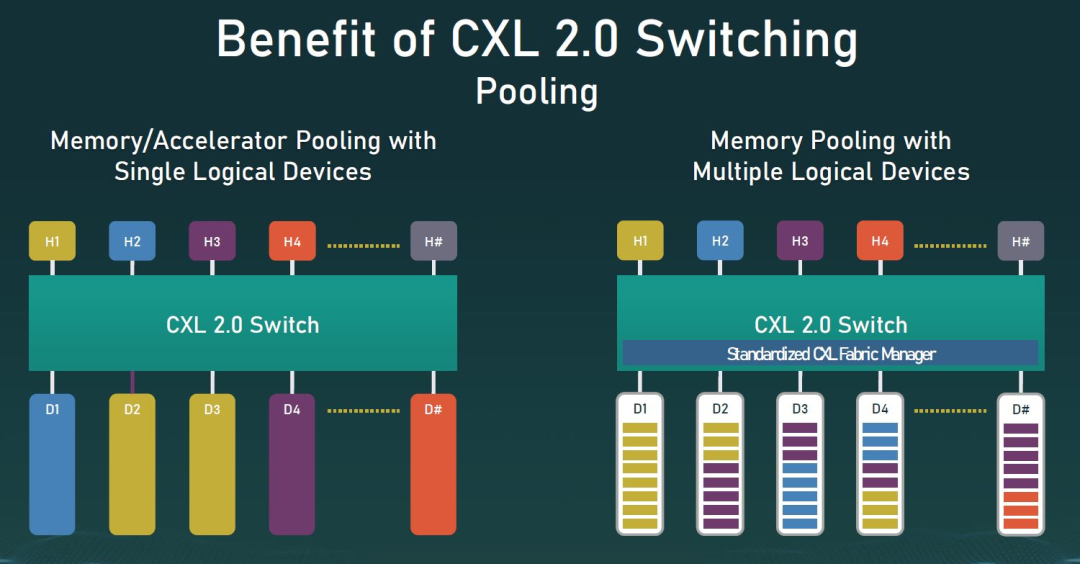 Benefit of CXL 2.0 Switching
Pooling
Memory/Accelerator Pooling with
Single Logical Devices
H1 H2 H3 H4 H#
CXL 2.0 Switch
D1 D2 D3 D4 D#
Memory Pooling with
Multiple Logical Devices
H1 H2 H3 H4 H#
CXL 2.0 Switch
Standardized CXL Fabric Manager
D1 D2 D3 D4 D#